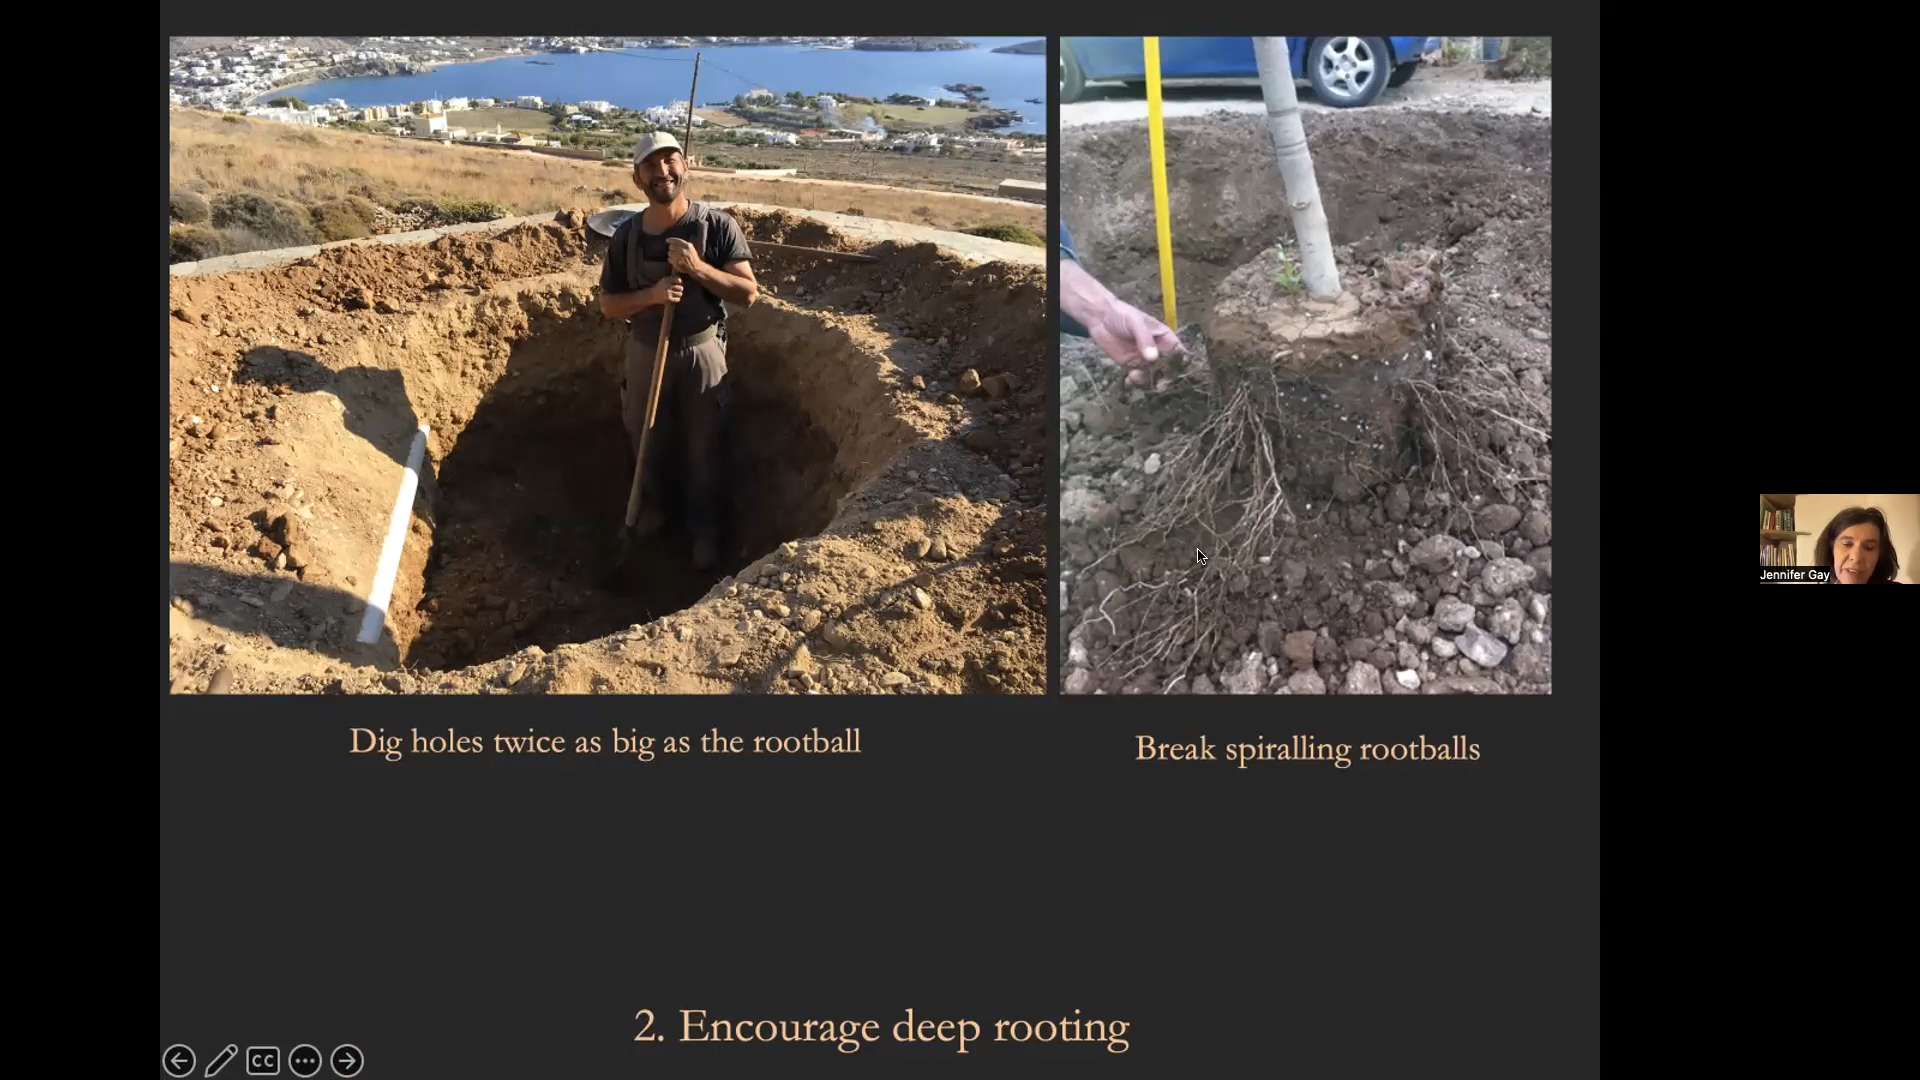 Dig holes twice as big as the rootball
Break spiralling rootballs
Jennifer Gay
2. Encourage deep rooting
CC